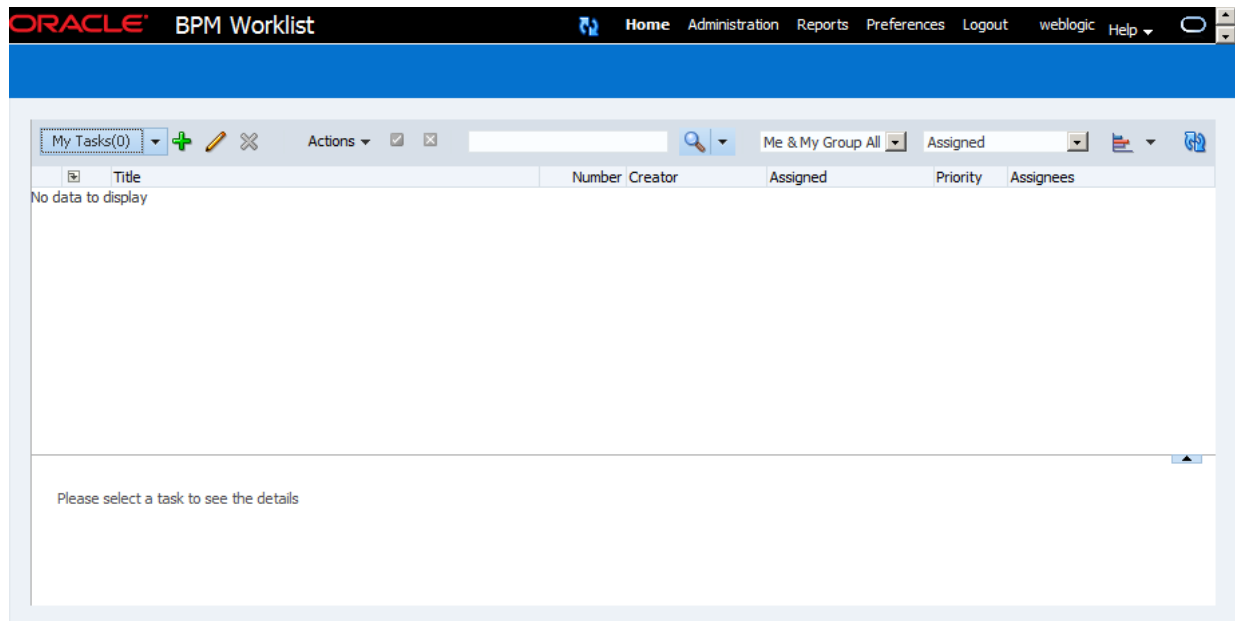 ORACLE BPM Worklist Home Administration Reports Preferences Logout weblogic Help
My Tasks(0) Actions Me & My Group All Assigned
Title Number Creator Assigned Priority Assignees
No data to display
Please select a task to see the details